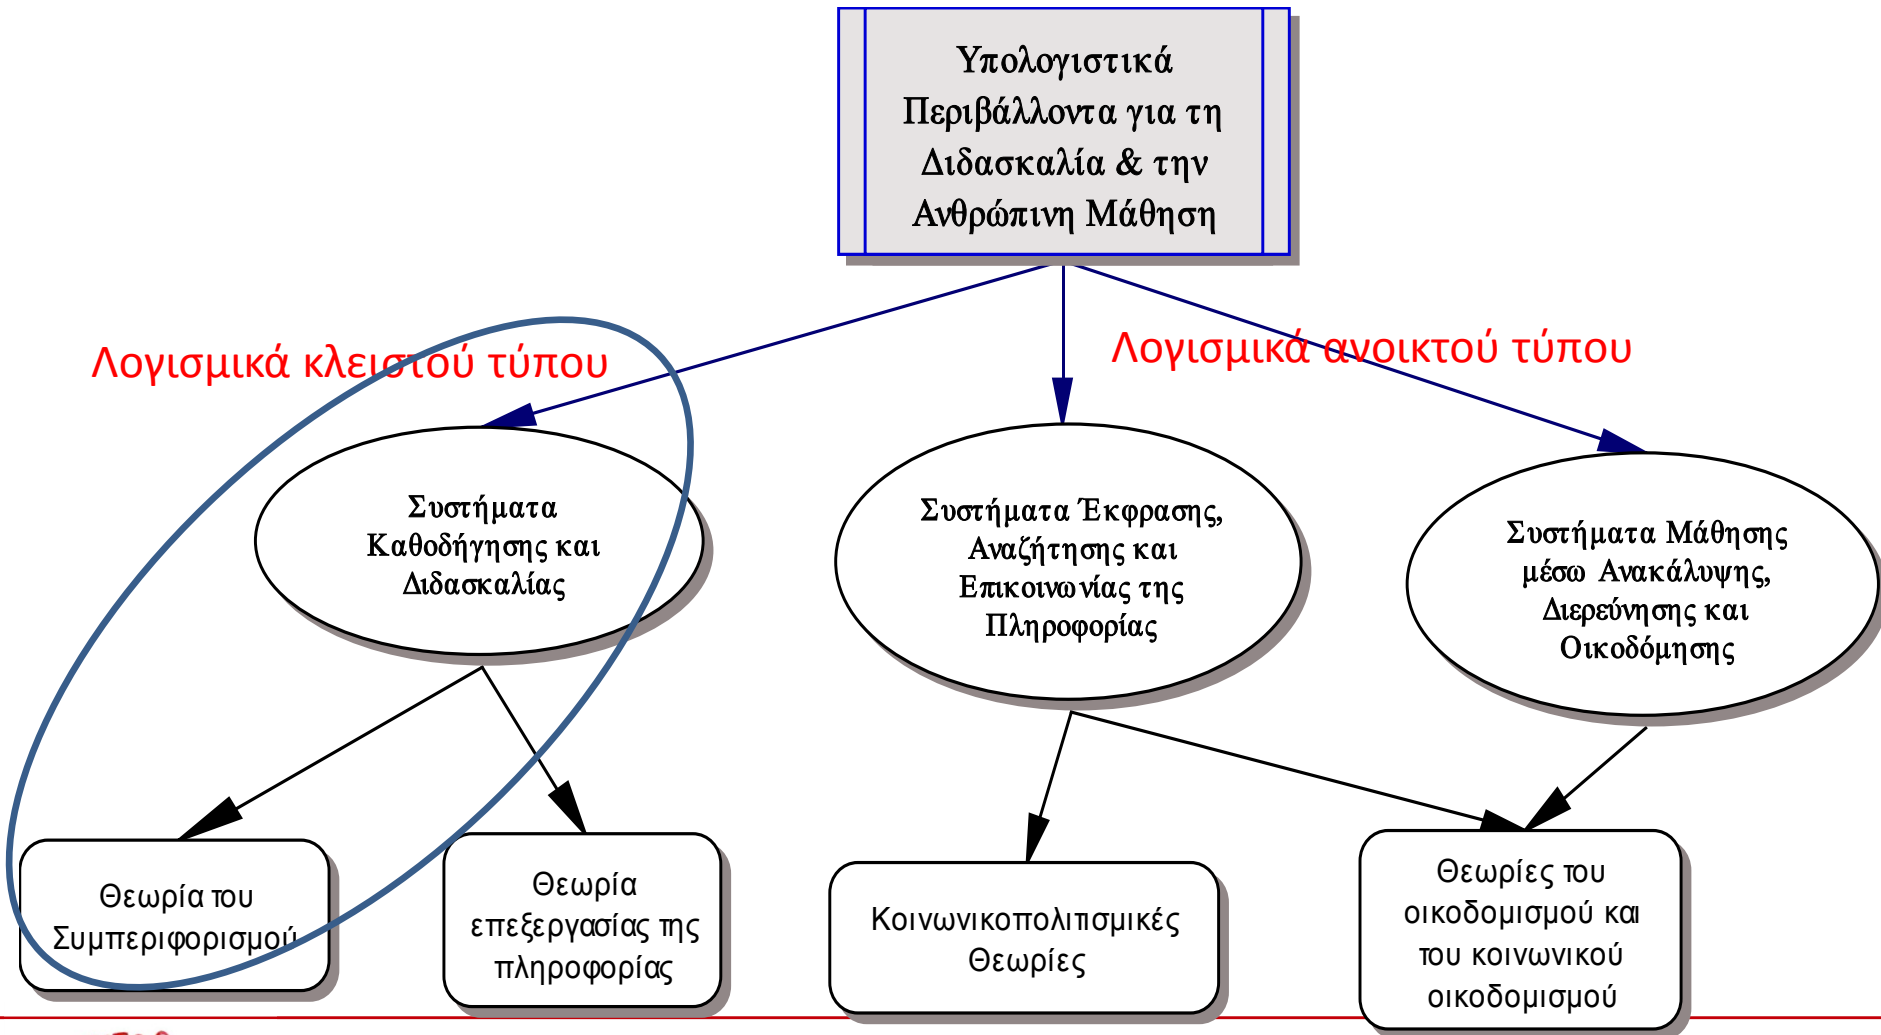 Υπολογιστικά
Περιβάλλοντα για τη
Διδασκαλία & την
Ανθρώπινη Μάθηση
Λογισμικά κλειστού τύπου
Λογισμικά ανοικτού τύπου
Συστήματα
Καθοδήγησης και
Διδασκαλίας
Συστήματα Έκφρασης,
Αναζήτησης και
Επικοινωνίας της
Πληροφορίας
Συστήματα Μάθησης
μέσω Ανακάλυψης,
Διερεύνησης και
Οικοδόμησης
Θεωρία του
Συμπεριφορισμού
Θεωρία
επεξεργασίας της
πληροφορίας
Κοινωνικοπολιτισμικές
Θεωρίες
Θεωρίες του
οικοδομισμού και
του κοινωνικού
οικοδομισμού